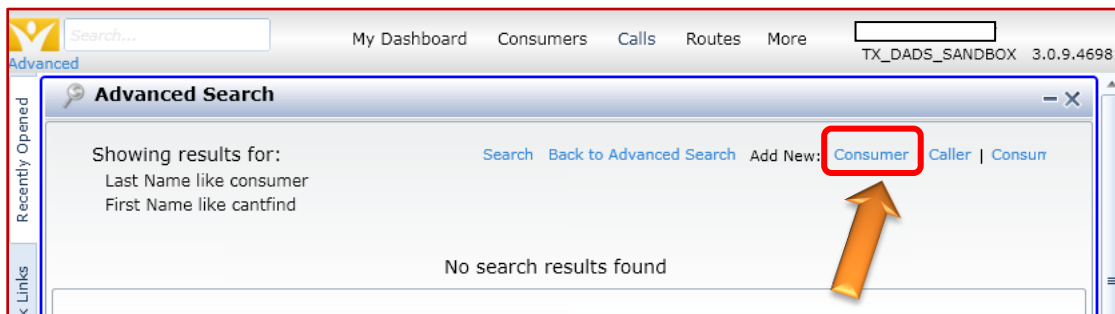 Search...
My Dashboard Consumers Calls Routes More
TX_DADS_SANDBOX 3.0.9.4698
Advanced
Advanced Search
Recently Opened
Showing results for:
Search Back to Advanced Search Add New: Consumer Caller | Consum
Last Name like consumer
First Name like cantfind
No search results found
Links